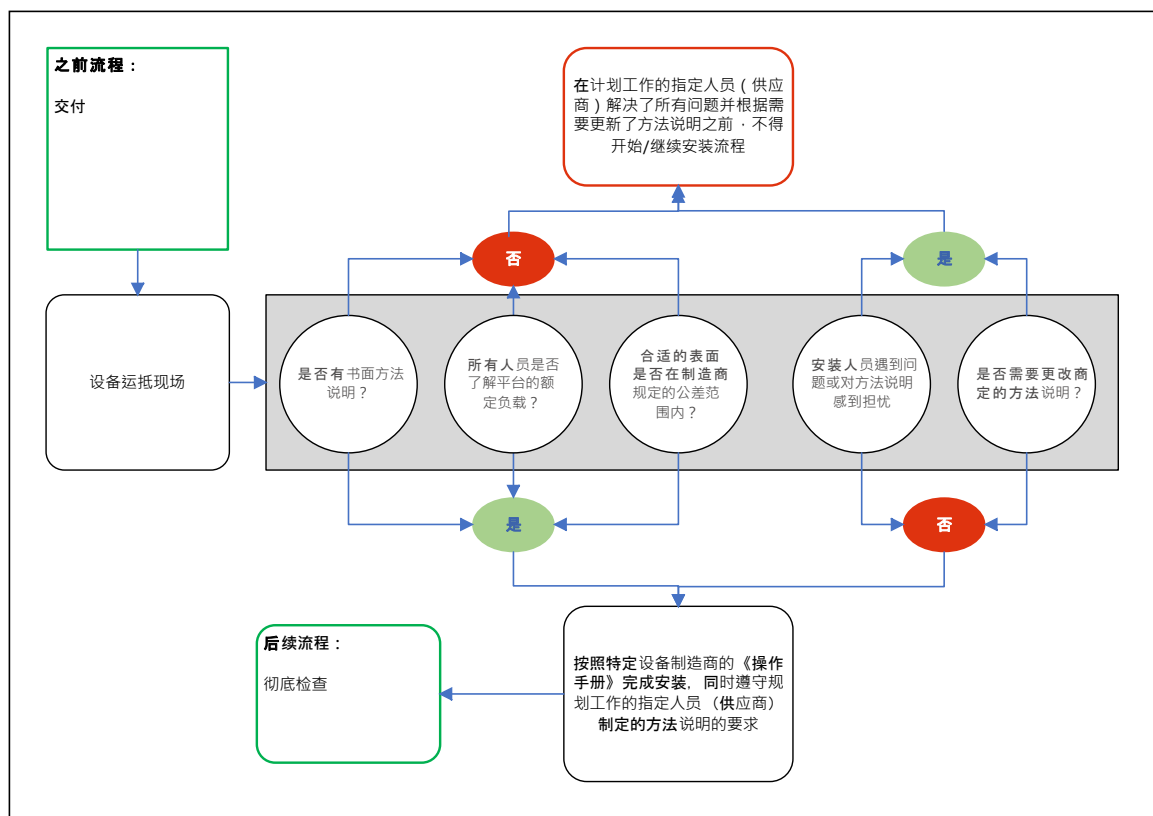 之前流程：
交付
在计划工作的指定人员（供应
商）解决了所有问题并根据需
要更新了方法说明之前 · 不得
开始/继续安装流程
否
是
设备运抵现场
是否有书面方法
说明？
所有人员是否
了解平台的额
定负载？
合适的表面
是否在制造商
规定的公差范
围内？
安装人员遇到问
题或对方法说明
感到担忧
是否需要更改商
定的方法说明？
是
否
后续流程：
彻底检查
按照特定设备制造商的《操作
手册》完成安装, 同时遵守规
划工作的指定人员（供应商）
制定的方法说明的要求